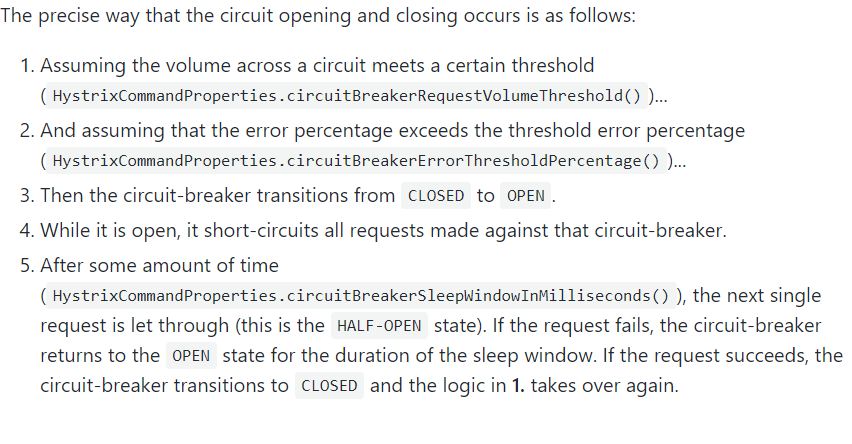 The precise way that the circuit opening and closing occurs is as follows:
1. Assuming the volume across a circuit meets a certain threshold
( HystrixCommandProperties.circuitBreakerRequestVolumeThreshold() )...
2. And assuming that the error percentage exceeds the threshold error percentage
( HystrixCommandProperties.circuitBreakerErrorThresholdPercentage() )...
3. Then the circuit-breaker transitions from CLOSED to OPEN .
4. While it is open, it short-circuits all requests made against that circuit-breaker.
5. After some amount of time
( HystrixCommandProperties.circuitBreakerSleepWindowInMilliseconds() ), the next single
request is let through (this is the HALF-OPEN state). If the request fails, the circuit-breaker
returns to the OPEN state for the duration of the sleep window. If the request succeeds, the
circuit-breaker transitions to CLOSED and the logic in 1. takes over again.